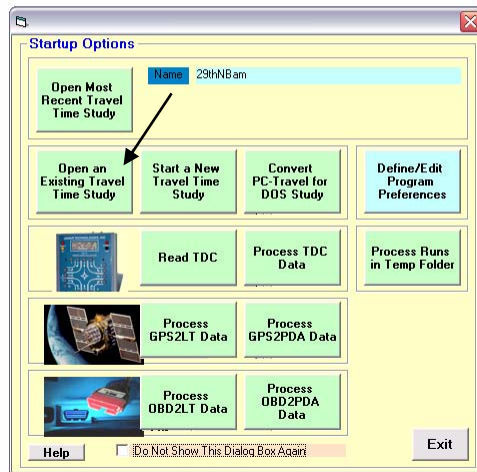 Startup Options
Open Most
Recent Travel
Time Study
Name 29thNBam
Open an
Existing Travel
Time Study
Start a New
Travel Time
Study
Convert
PC-Travel for
DOS Study
Define/Edit
Program
Preferences
Read TDC
Process TDC
Data
Process Runs
in Temp Folder
Process
GPS2LT Data
Process
GPS2PDA Data
Process
OBD2LT Data
Process
OBD2PDA
Data
Help
Do Not Show This Dialog Box Again
Exit